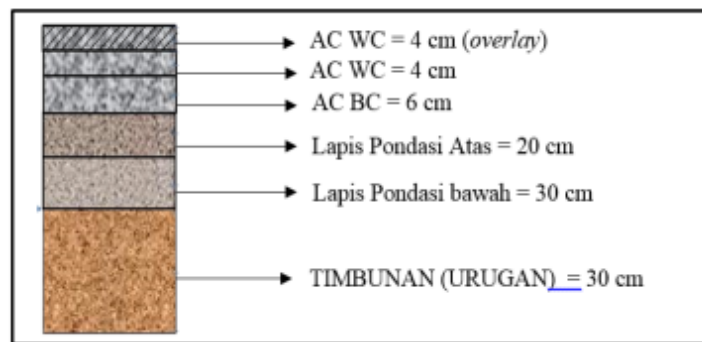 AC WC = 4 cm (overlay)
AC WC = 4 cm
AC BC = 6 cm
Lapis Pondasi Atas = 20 cm
Lapis Pondasi bawah = 30 cm
TIMBUNAN (URUGAN) = 30 cm